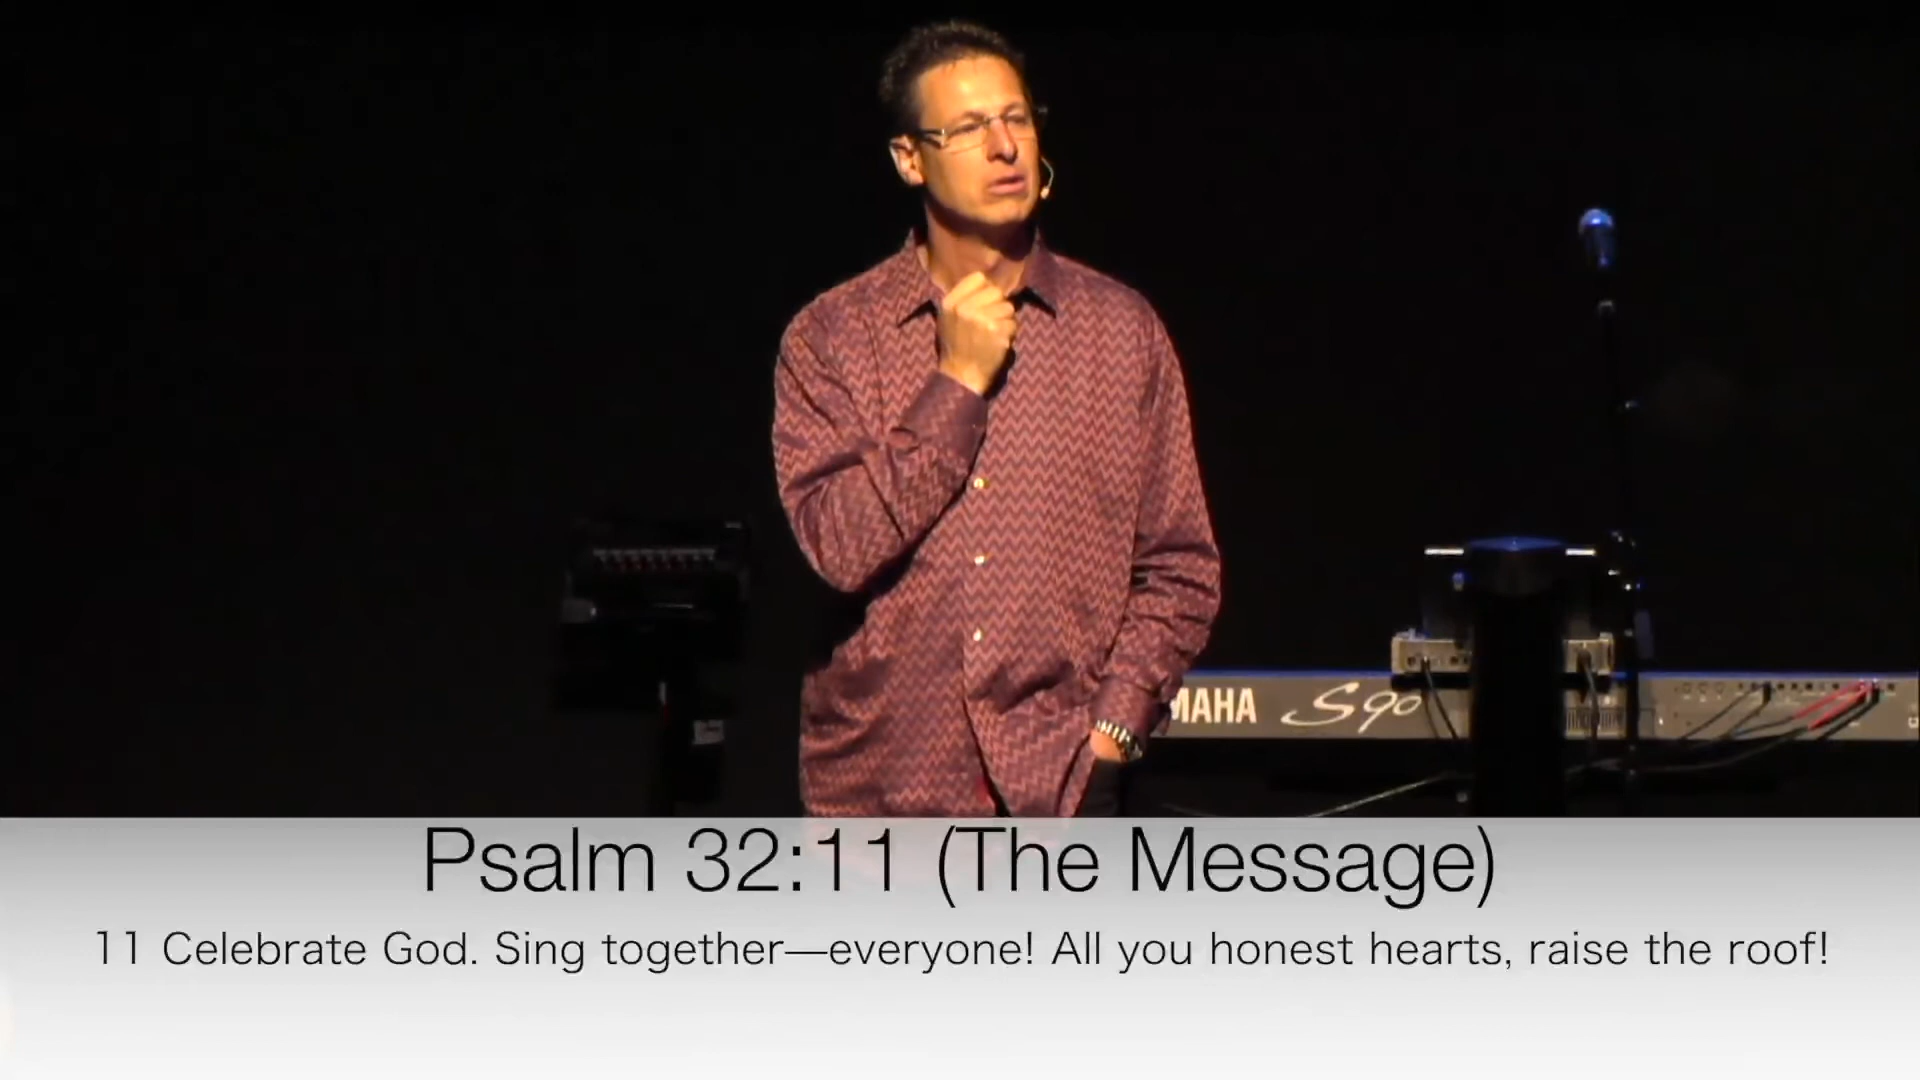 MAHA S90
Psalm 32:11 (The Message)
11 Celebrate God. Sing together—everyone! All you honest hearts, raise the roof!